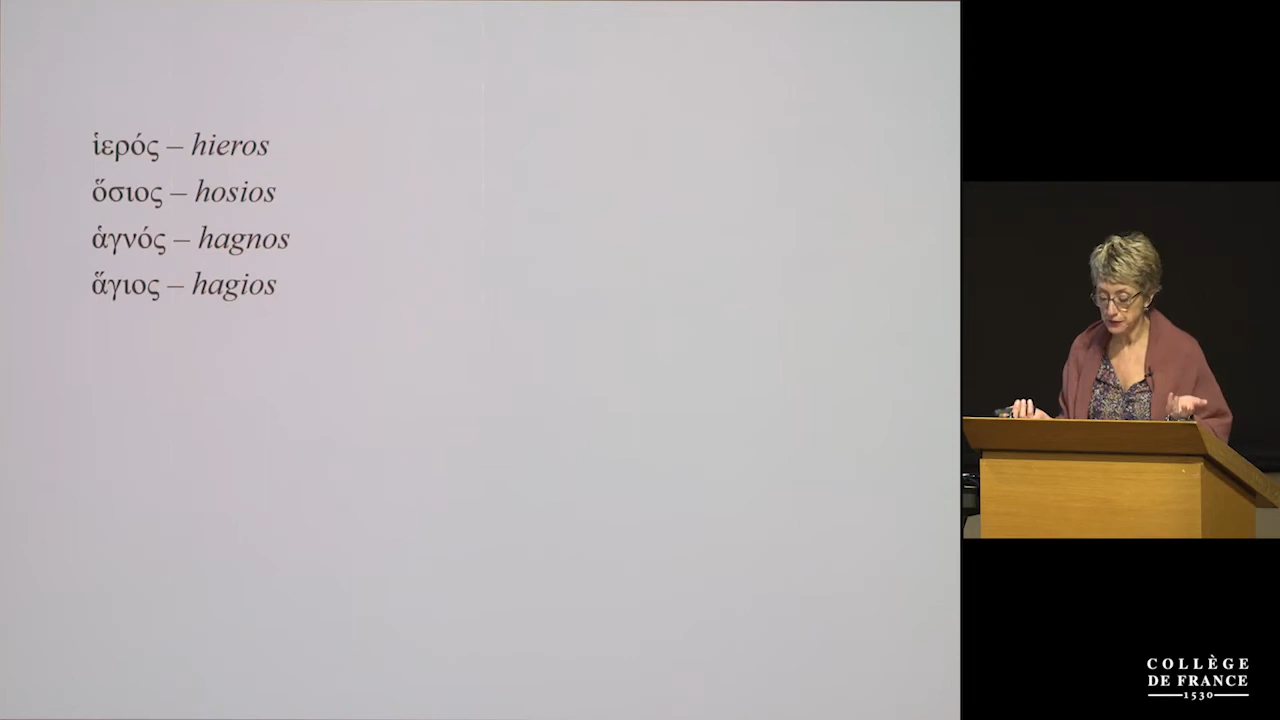 ἱερός – hieros
ὅσιος – hosios
ἁγνός – hagnos
ἅγιος – hagios
COLLÈGE
DE FRANCE
1530